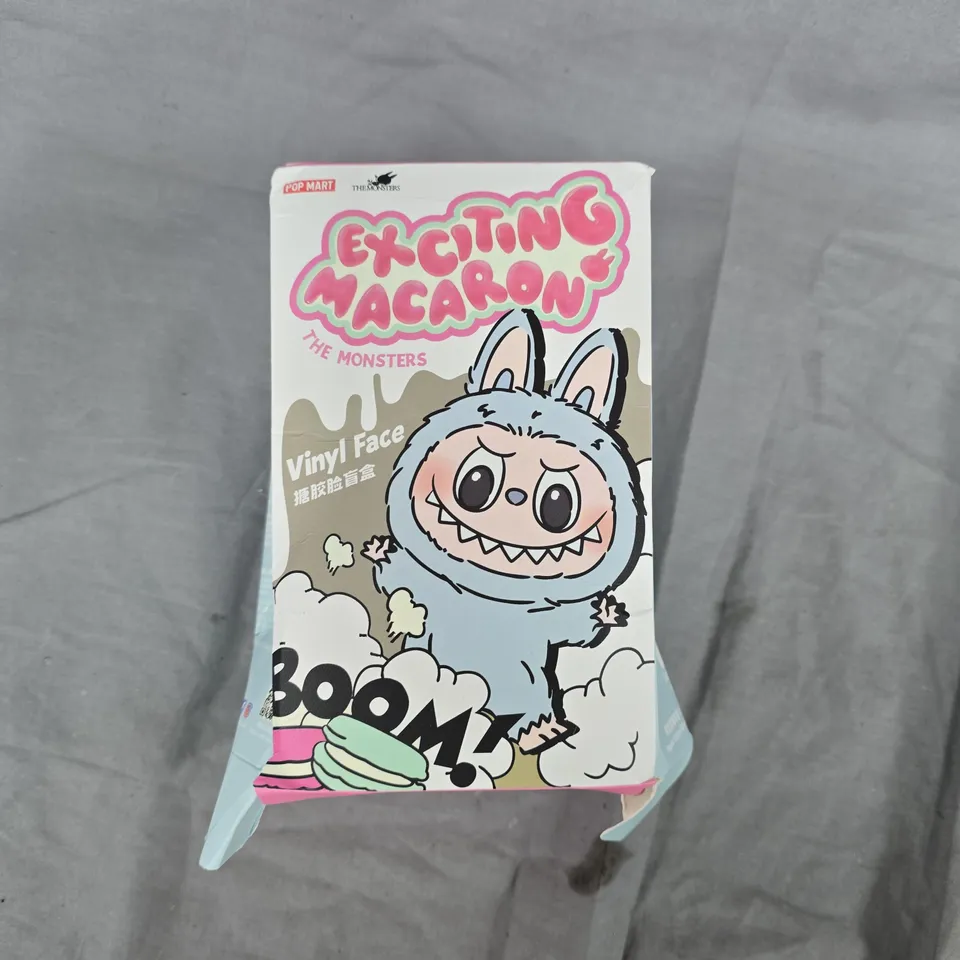 POP MART
THE MONSTERS
EXCITING
MACARON
THE MONSTERS
Vinyl Face
搪胶脸盲盒
BOOM!